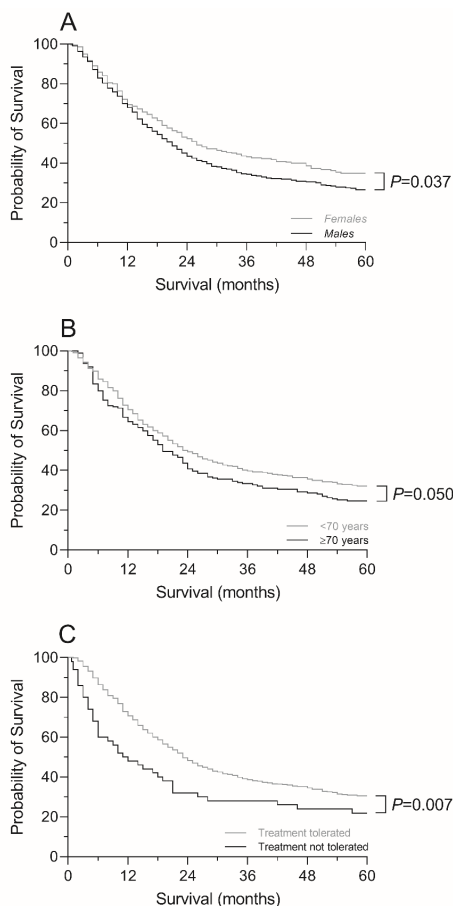 A
Probability of Survival
100
80
60
40
20
0
0 12 24 36 48 60
Survival (months)
Females
Males
P=0.037
B
Probability of Survival
100
80
60
40
20
0
0 12 24 36 48 60
Survival (months)
<70 years
≥70 years
P=0.050
C
Probability of Survival
100
80
60
40
20
0
0 12 24 36 48 60
Survival (months)
Treatment tolerated
Treatment not tolerated
P=0.007